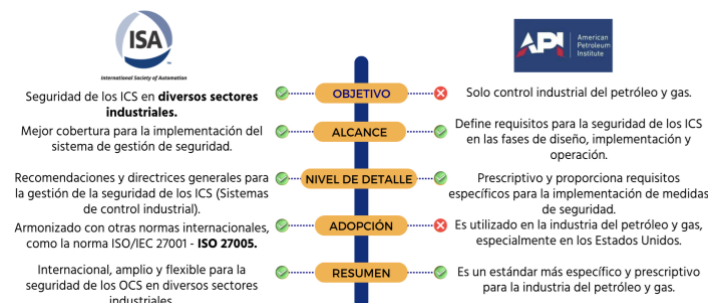 ISA
International Society of Automation
API
American
Petroleum
Institute
OBJETIVO
Seguridad de los ICS en diversos sectores
industriales.
Solo control industrial del petróleo y gas.
ALCANCE
Mejor cobertura para la implementación del
sistema de gestión de seguridad.
Define requisitos para la seguridad de los ICS
en las fases de diseño, implementación y
operación.
NIVEL DE DETALLE
Recomendaciones y directrices generales para
la gestión de la seguridad de los ICS (Sistemas
de control industrial).
Prescriptivo y proporciona requisitos
específicos para la implementación de medidas
de seguridad.
ADOPCIÓN
Armonizado con otras normas internacionales,
como la norma ISO/IEC 27001 - ISO 27005.
Es utilizado en la industria del petróleo y gas,
especialmente en los Estados Unidos.
RESUMEN
Internacional, amplio y flexible para la
seguridad de los OCS en diversos sectores
industriales
Es un estándar más específico y prescriptivo
para la industria del petróleo y gas.